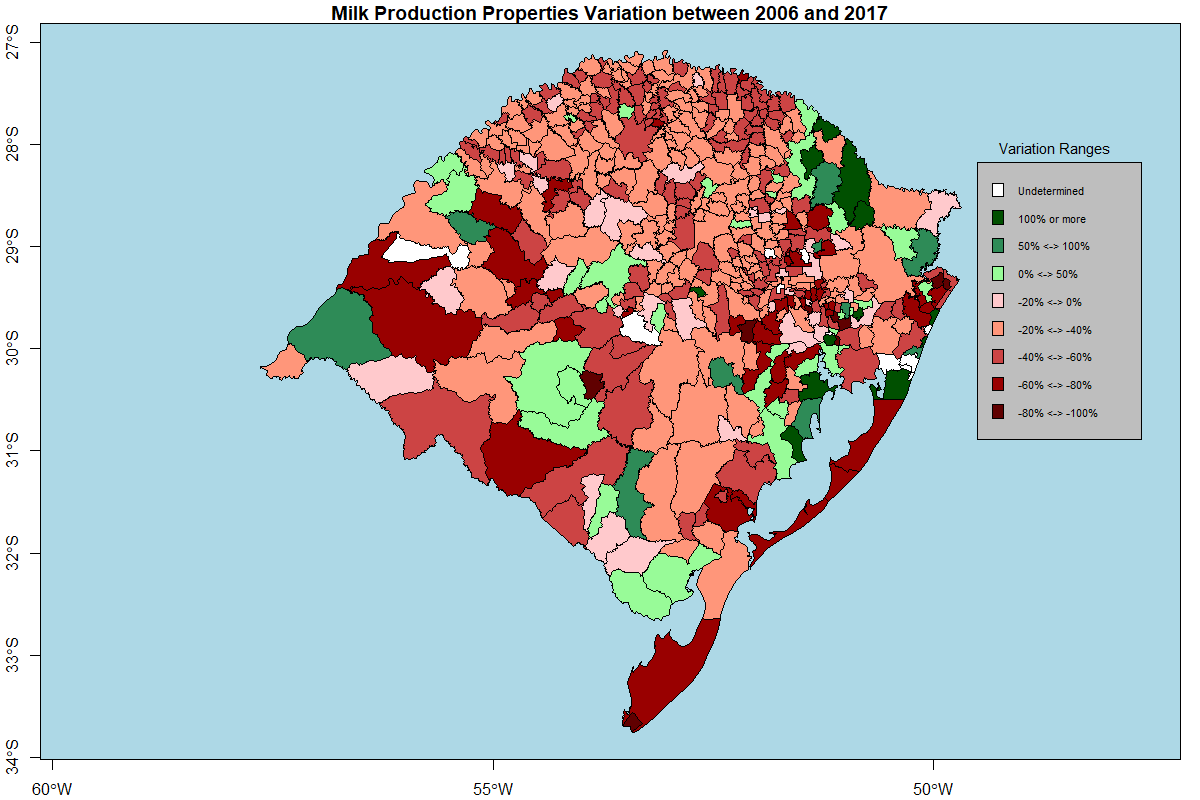 Milk Production Properties Variation between 2006 and 2017
27°S
28°S
29°S
30°S
31°S
32°S
33°S
34°S
60°W
55°W
50°W
Variation Ranges
Undetermined
100% or more
50% <-> 100%
0% <-> 50%
-20% <-> 0%
-20% <-> -40%
-40% <-> -60%
-60% <-> -80%
-80% <-> -100%